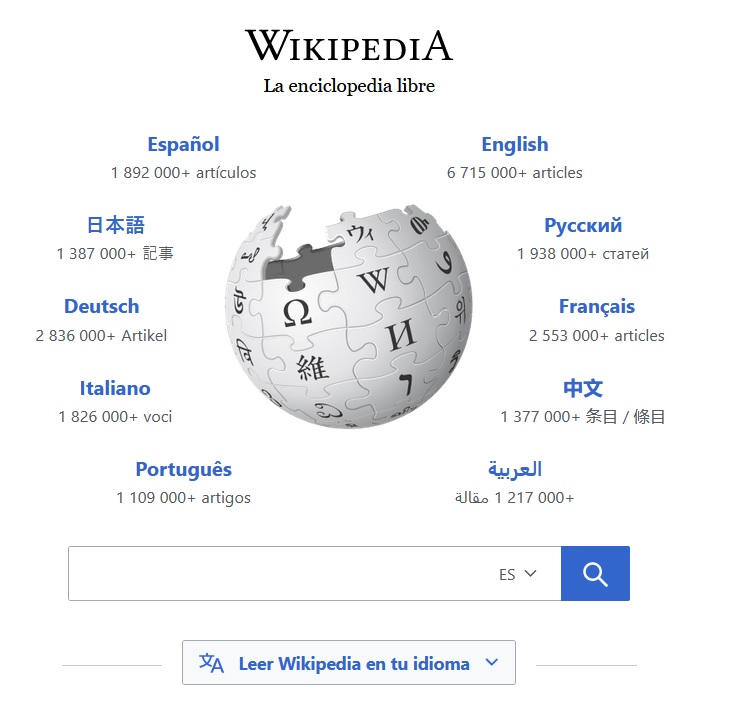 WIKIPEDIA
La enciclopedia libre
Español
1 892 000+ artículos
English
6 715 000+ articles
日本語
1 387 000+ 記事
Русский
1 938 000+ статей
Deutsch
2 836 000+ Artikel
Français
2 553 000+ articles
Italiano
1 826 000+ voci
中文
1 377 000+ 条目 / 條目
Português
1 109 000+ artigos
العربية
1 217 000+ مقالة
Ω
W
ウィ
И
維
ES
Leer Wikipedia en tu idioma